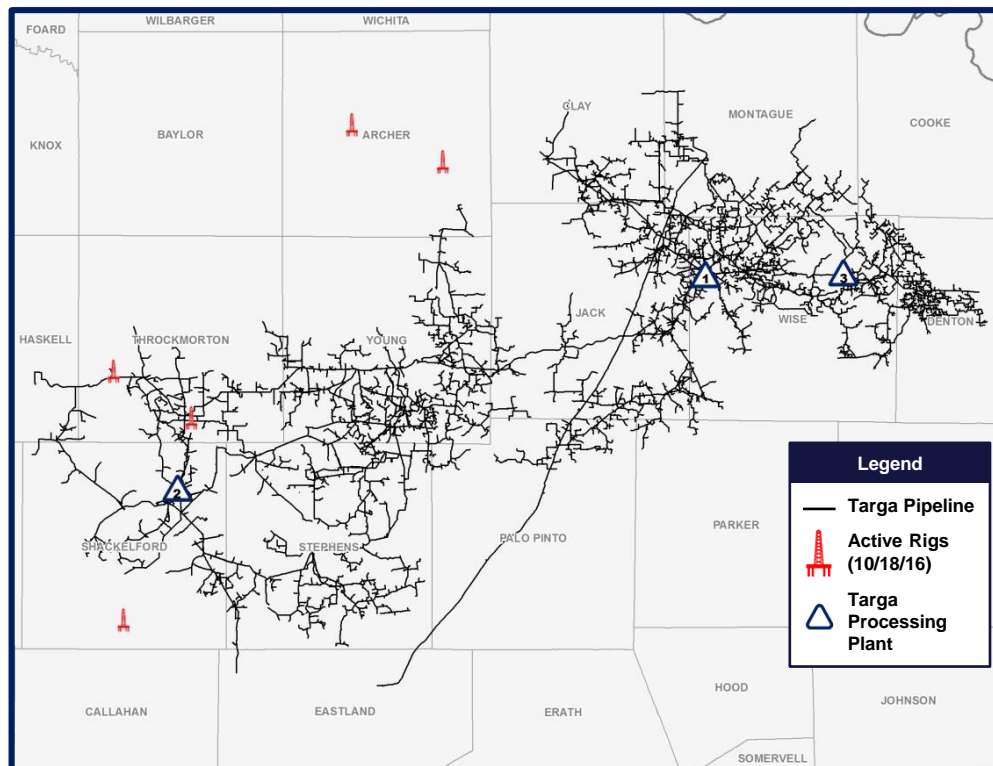 WILBARGER
WICHITA
FOARD
CLAY
MONTAGUE
COOKE
KNOX
BAYLOR
ARCHER
1
3
HASKELL
THROCKMORTON
YOUNG
JACK
WISE
DENTON
2
SHACKELFORD
STEPHENS
PALO PINTO
PARKER
Legend
Targa Pipeline
Active Rigs
(10/18/16)
Targa
Processing
Plant
CALLAHAN
EASTLAND
ERATH
HOOD
JOHNSON
SOMERVELL